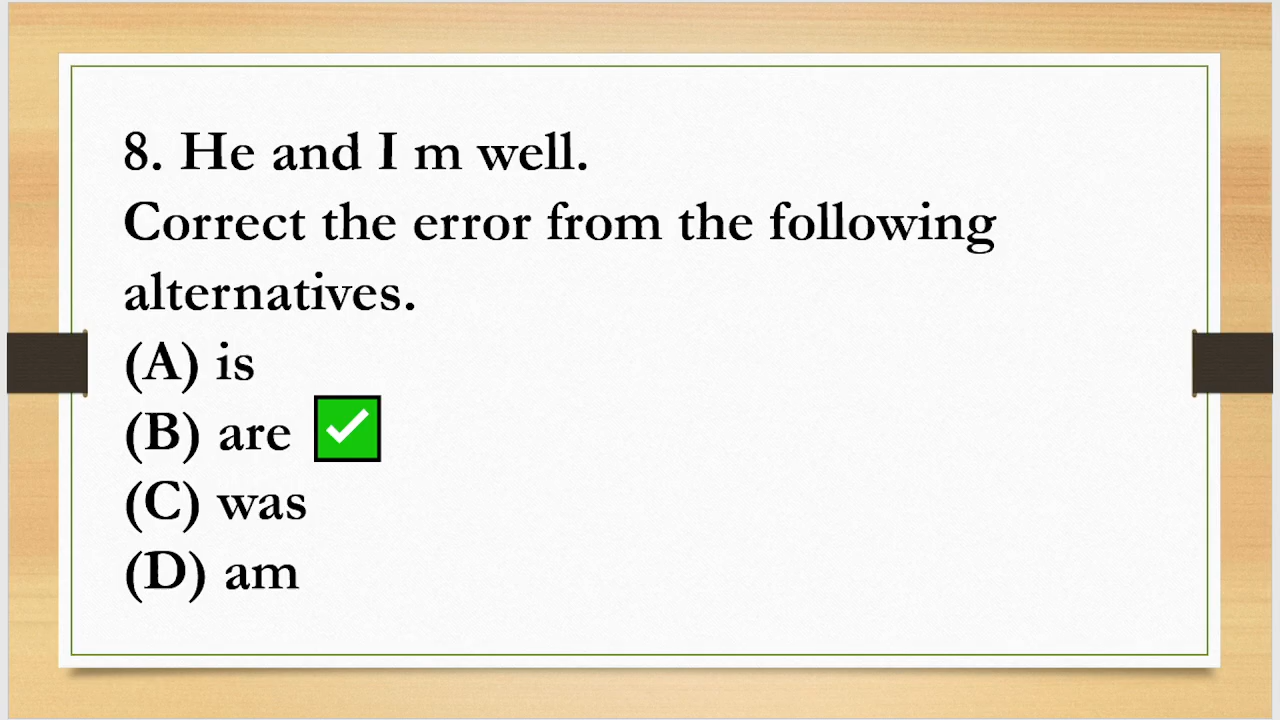 8. He and I m well.
Correct the error from the following
alternatives.
(A) is
(B) are
(C) was
(D) am